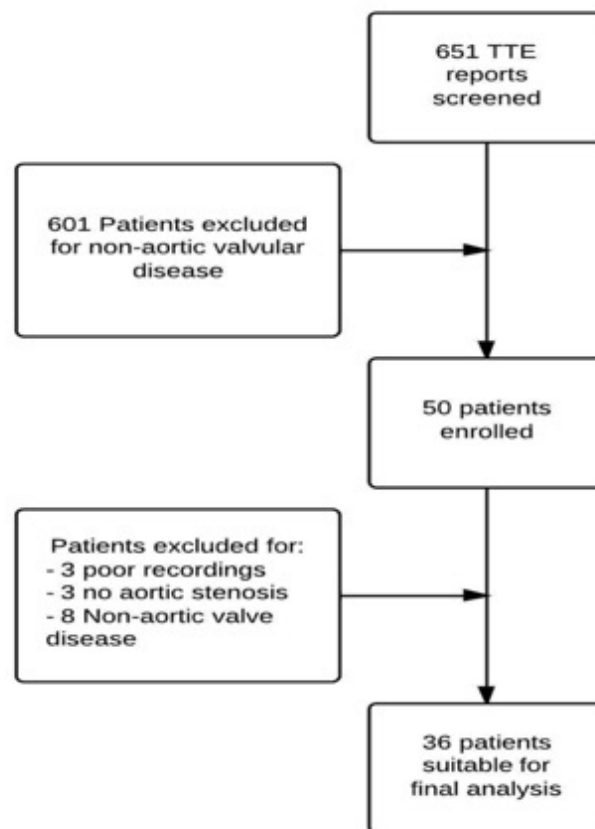 651 TTE
reports
screened
601 Patients excluded
for non-aortic valvular
disease
50 patients
enrolled
Patients excluded for:
- 3 poor recordings
- 3 no aortic stenosis
- 8 Non-aortic valve
disease
36 patients
suitable for
final analysis